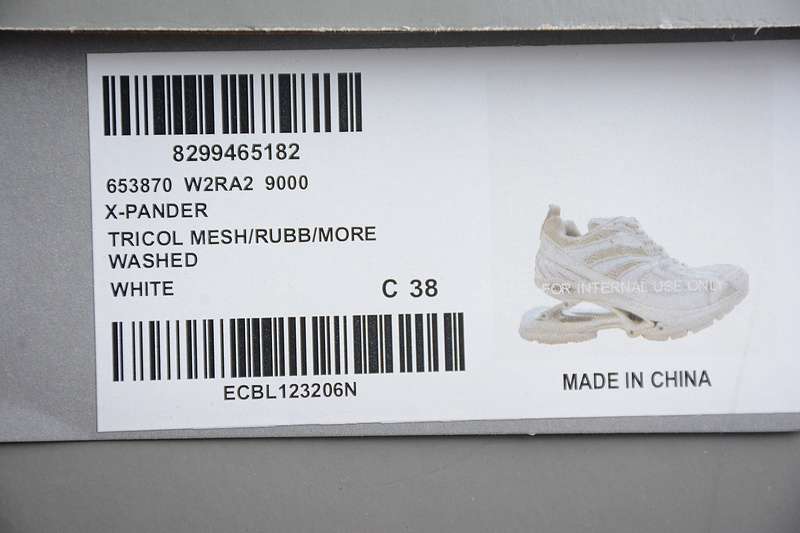 8299465182
653870 W2RA2 9000
X-PANDER
TRICOL MESH/RUBB/MORE
WASHED
WHITE C 38
ECBL123206N
FOR INTERNAL USE ONLY
MADE IN CHINA